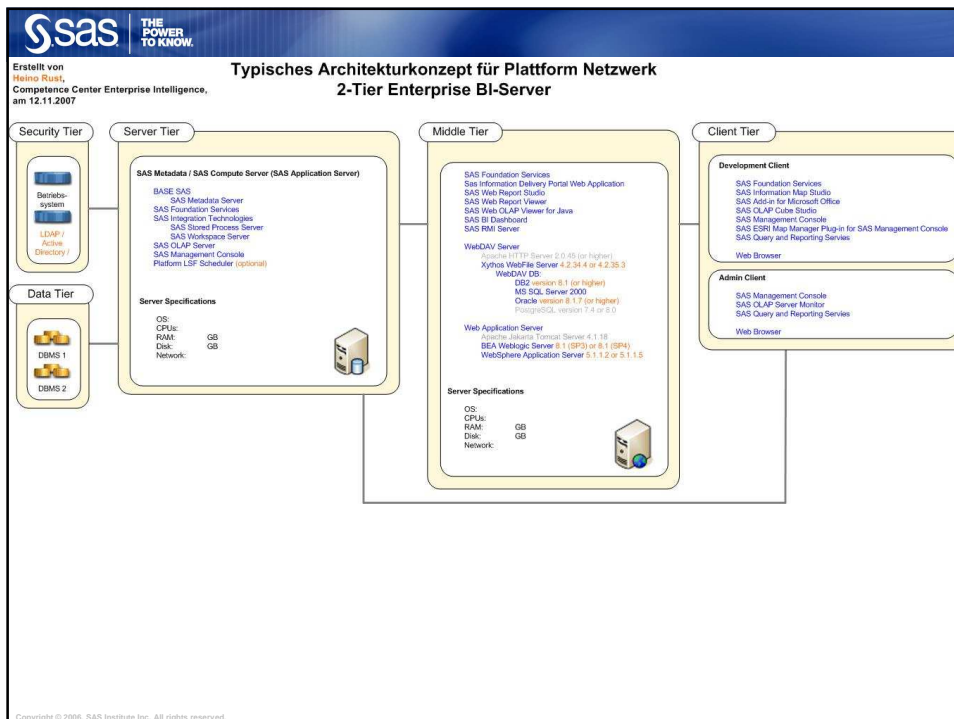 sas THE POWER TO KNOW.
Erstellt von
Heino Rust,
Competence Center Enterprise Intelligence,
am 12.11.2007
Typisches Architekturkonzept für Plattform Netzwerk
2-Tier Enterprise BI-Server
Security Tier
Betriebs-
system
LDAP /
Active
Directory /
Data Tier
DBMS 1
DBMS 2
Server Tier
SAS Metadata / SAS Compute Server (SAS Application Server)
BASE SAS
SAS Metadata Server
SAS Foundation Services
SAS Integration Technologies
SAS Stored Process Server
SAS Workspace Server
SAS OLAP Server
SAS Management Console
Platform LSF Scheduler (optional)
Server Specifications
OS:
CPUs:
RAM: GB
Disk: GB
Network:
Middle Tier
SAS Foundation Services
Sas Information Delivery Portal Web Application
SAS Web Report Studio
SAS Web Report Viewer
SAS Web OLAP Viewer for Java
SAS BI Dashboard
SAS RMI Server
WebDAV Server
Apache HTTP Server 2.0.45 (or higher)
Xythos WebFile Server 4.2.34.4 or 4.2.35.3
WebDAV DB:
DB2 version 8.1 (or higher)
MS SQL Server 2000
Oracle version 8.1.7 (or higher)
PostgreSQL version 7.4 or 8.0
Web Application Server
Apache Jakarta Tomcat Server 4.1.18
BEA Weblogic Server 8.1 (SP3) or 8.1 (SP4)
WebSphere Application Server 5.1.1.2 or 5.1.1.5
Server Specifications
OS:
CPUs:
RAM: GB
Disk: GB
Network:
Client Tier
Development Client
SAS Foundation Services
SAS Information Map Studio
SAS Add-in for Microsoft Office
SAS OLAP Cube Studio
SAS Management Console
SAS ESRI Map Manager Plug-in for SAS Management Console
SAS Query and Reporting Servies
Web Browser
Admin Client
SAS Management Console
SAS OLAP Server Monitor
SAS Query and Reporting Servies
Web Browser
Copyright © 2006, SAS Institute Inc. All rights reserved.